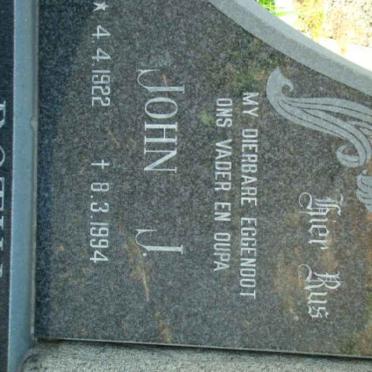 Hier Rus
MY DIERBARE EGGENOOT
ONS VADER EN OUPA
JOHN J.
* 4.4.1922 + 8.3.1994